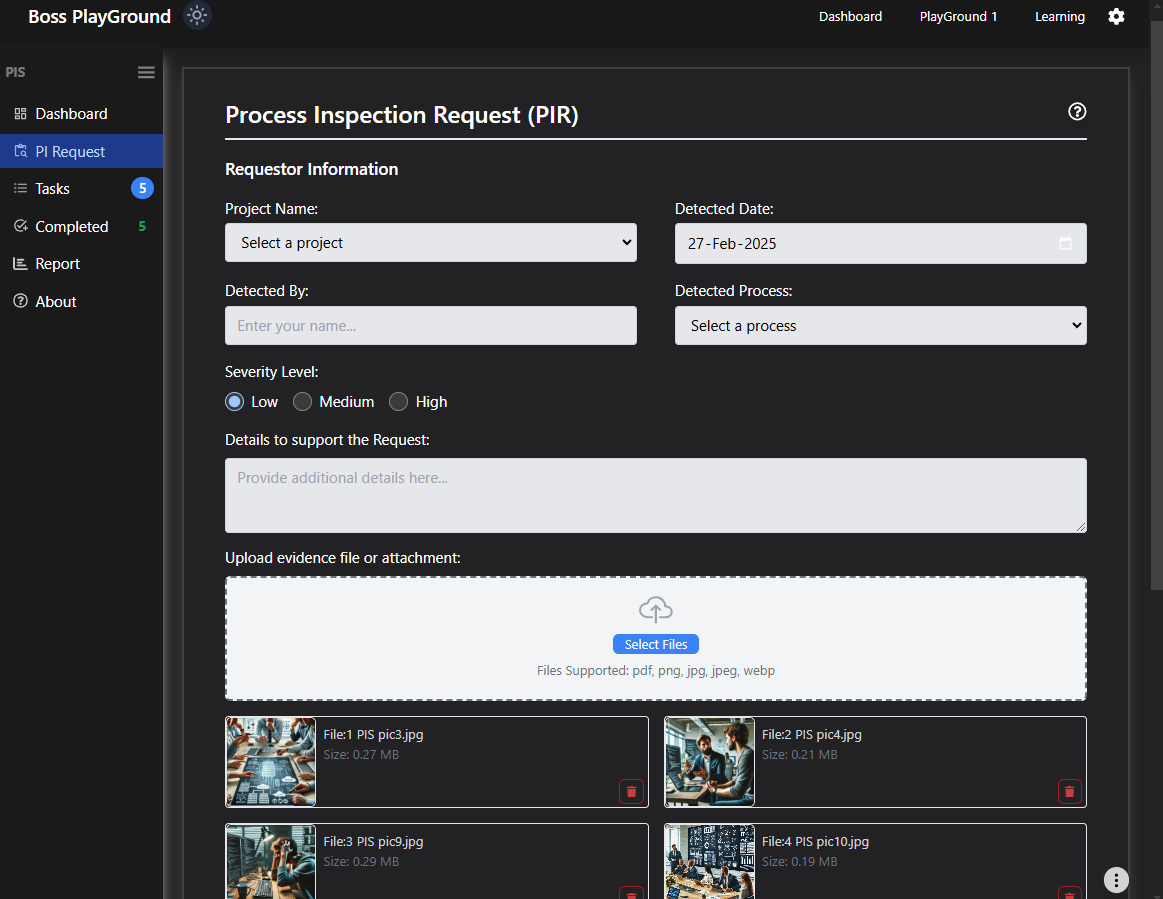 Boss PlayGround
Dashboard PlayGround 1 Learning
PIS
Dashboard
PI Request
Tasks 5
Completed 5
Report
About
Process Inspection Request (PIR)
Requestor Information
Project Name: Detected Date:
Select a project 27-Feb-2025
Detected By: Detected Process:
Enter your name... Select a process
Severity Level:
Low Medium High
Details to support the Request:
Provide additional details here...
Upload evidence file or attachment:
Select Files
Files Supported: pdf, png, jpg, jpeg, webp
File:1 PIS pic3.jpg File:2 PIS pic4.jpg
Size: 0.27 MB Size: 0.21 MB
File:3 PIS pic9.jpg File:4 PIS pic10.jpg
Size: 0.29 MB Size: 0.19 MB